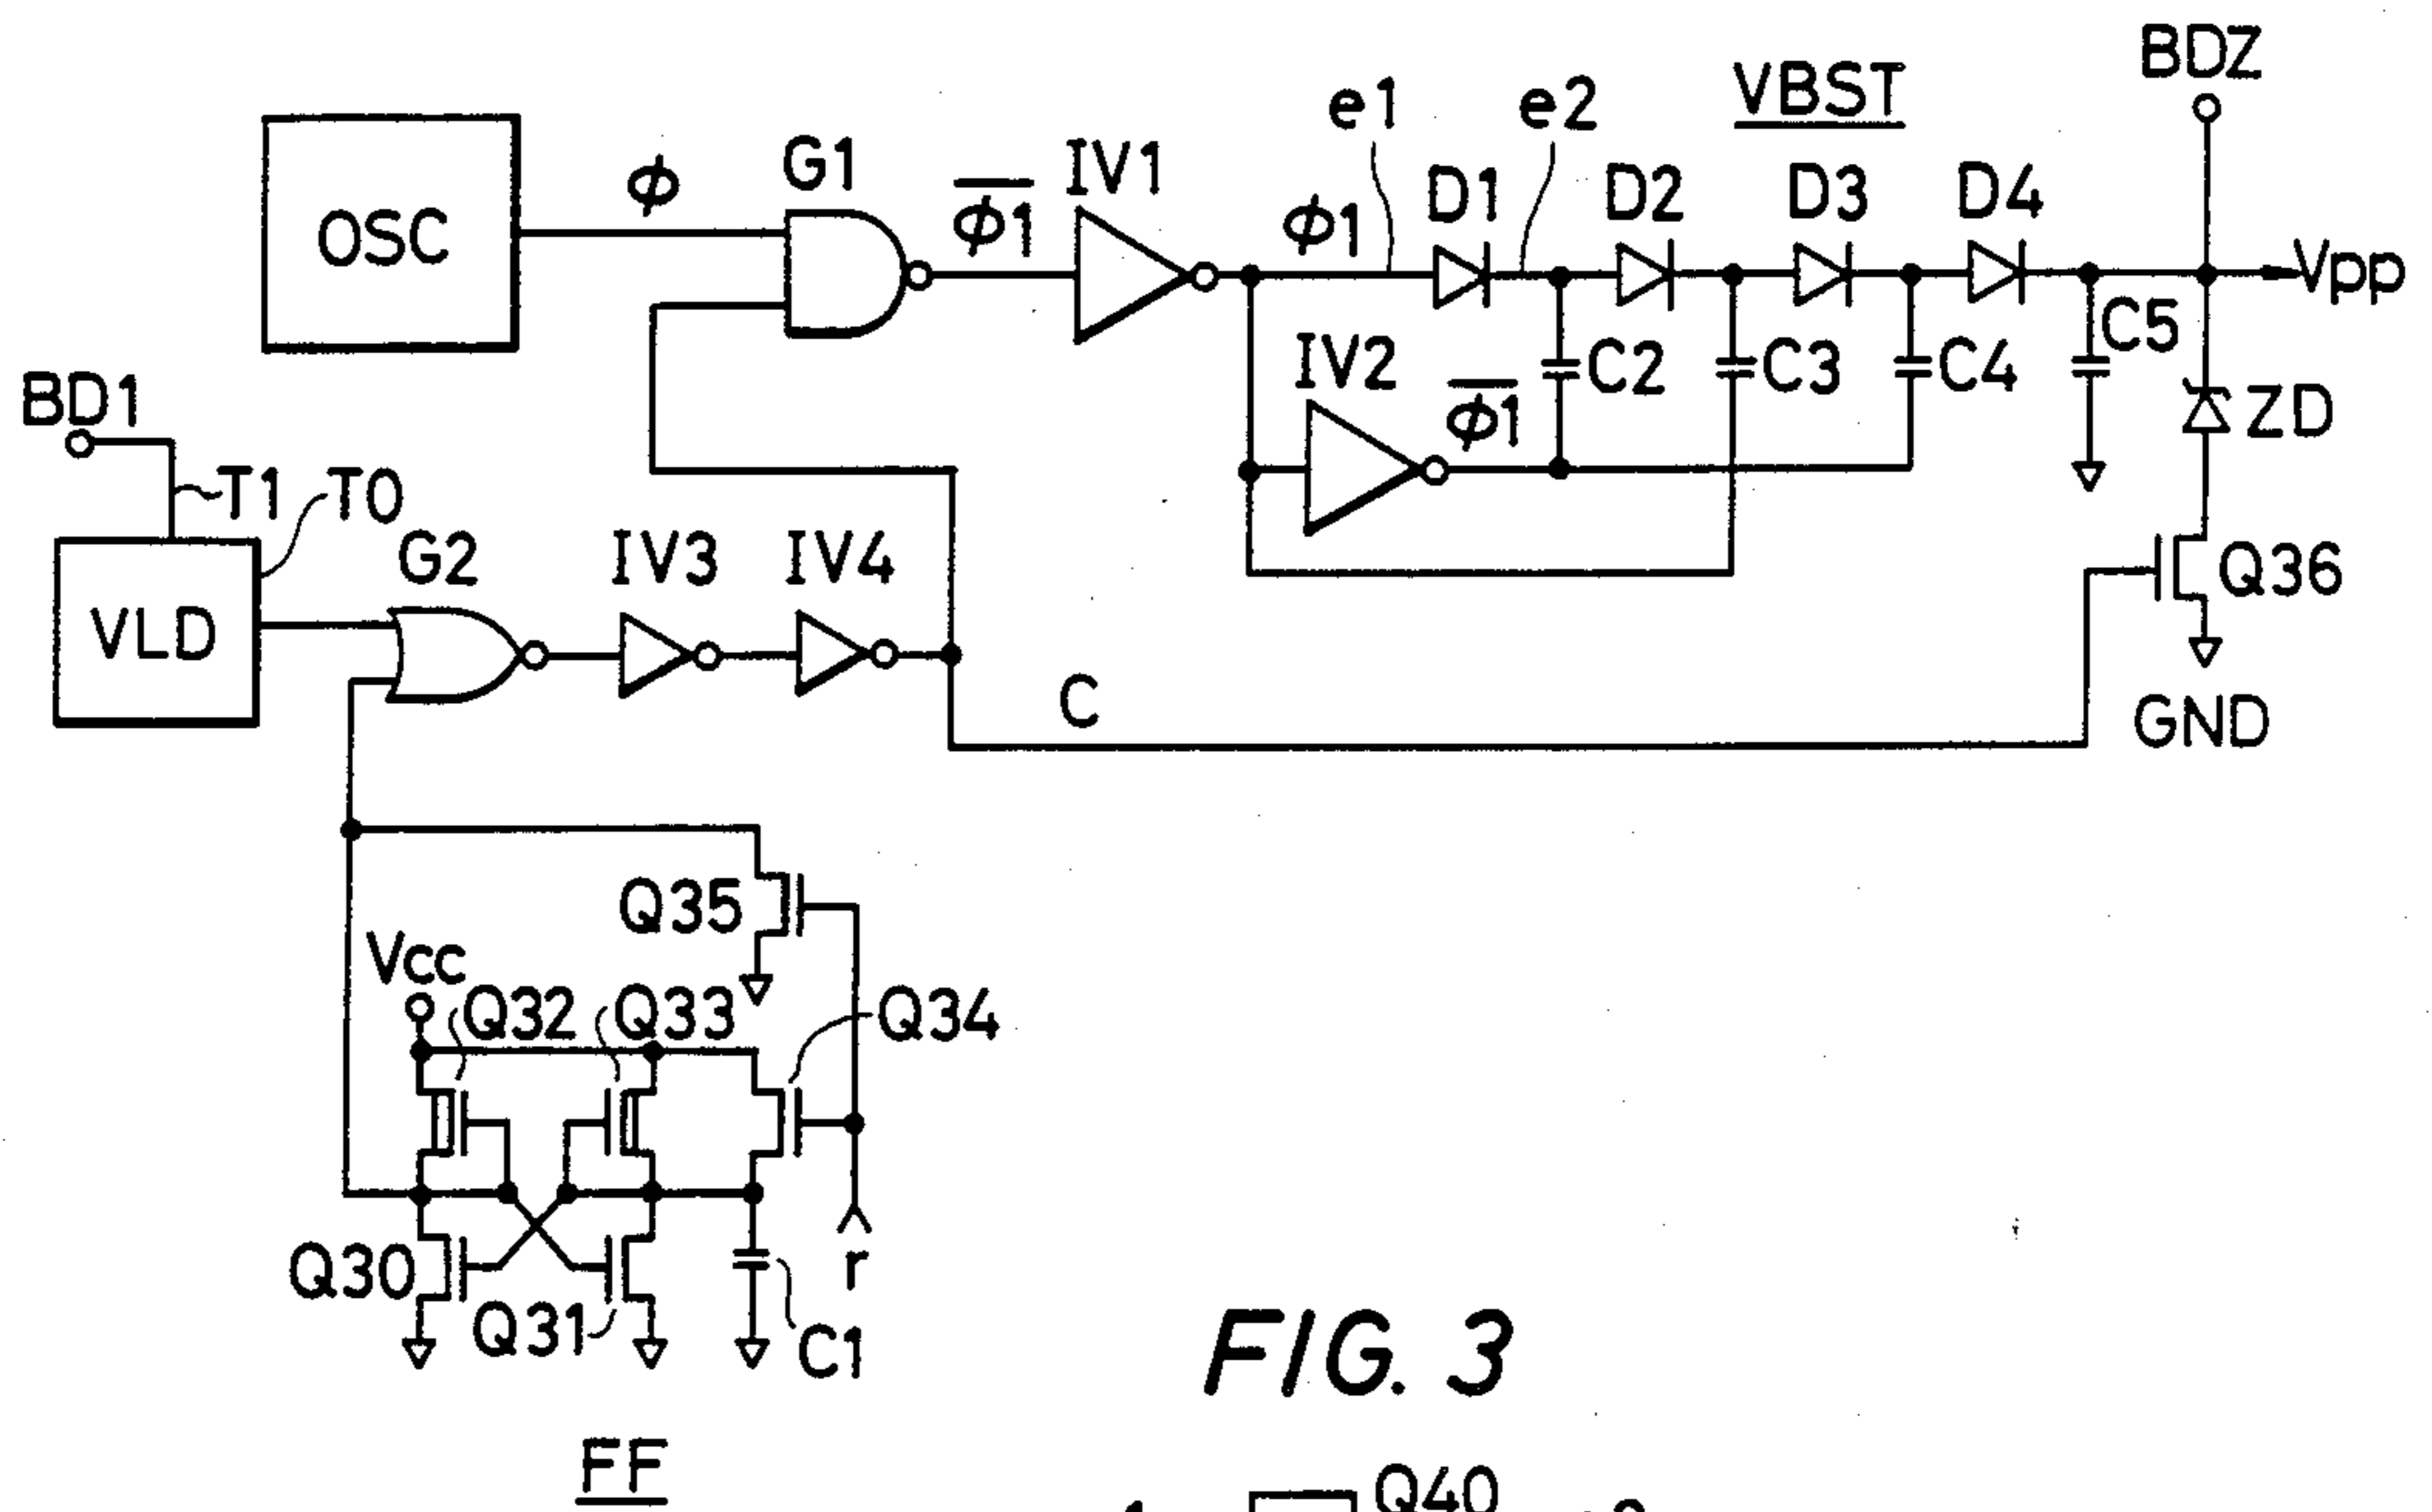 BDZ
VBST
e1
e2
OSC
ϕ
G1
ϕ̅1̅
IV1
ϕ1
D1
D2
D3
D4
Vpp
BD1
T1
T0
IV2
ϕ̅1̅
C2
C3
C4
C5
ZD
VLD
G2
IV3
IV4
C
Q36
GND
Q35
Vcc
Q32
Q33
Q34
Q30
Q31
C1
r
FIG. 3
FF
Q40